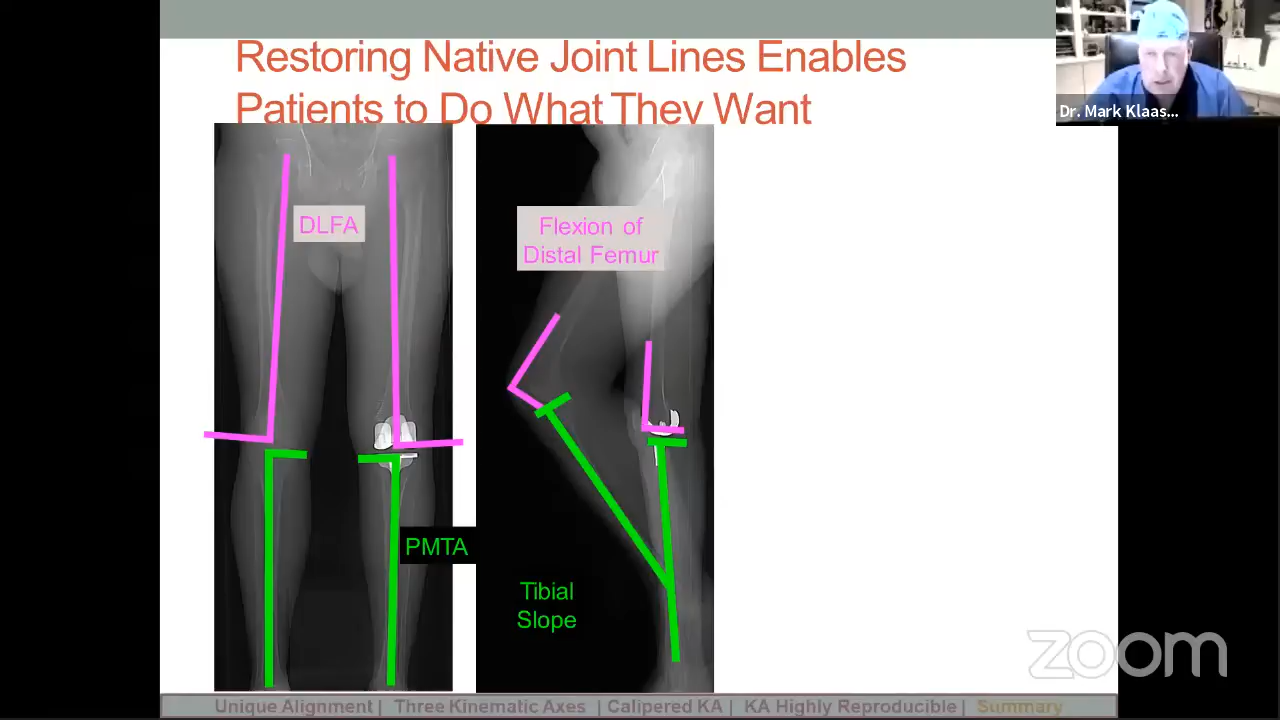 Restoring Native Joint Lines Enables
Patients to Do What They Want
Dr. Mark Klaas...
DLFA
Flexion of
Distal Femur
PMTA
Tibial
Slope
zoom
Unique Alignment | Three Kinematic Axes | Calipered KA | KA Highly Reproducible | Summary